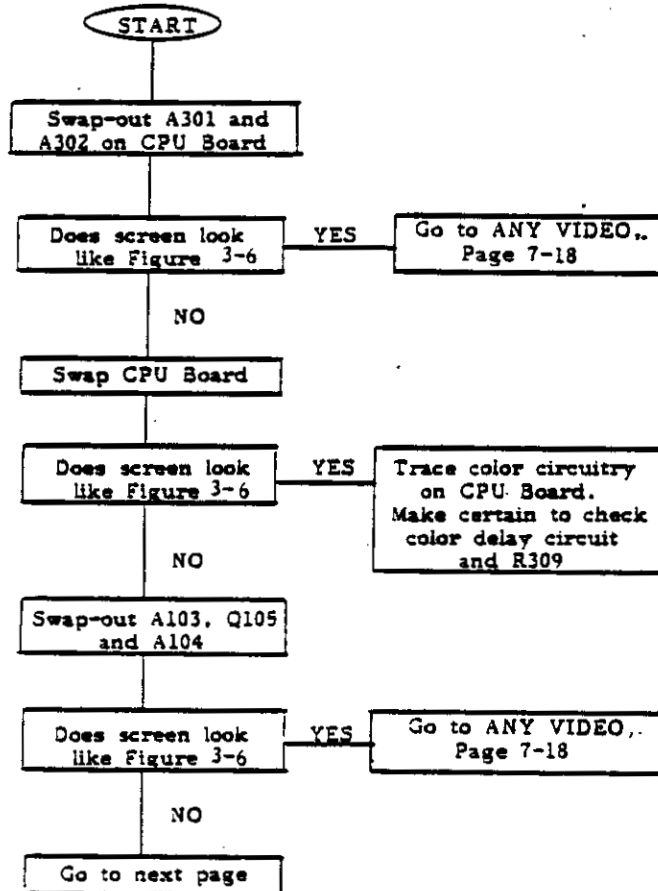 START
Swap-out A301 and
A302 on CPU Board
Does screen look
like Figure 3-6
YES
Go to ANY VIDEO,
Page 7-18
NO
Swap CPU Board
Does screen look
like Figure 3-6
YES
Trace color circuitry
on CPU Board.
Make certain to check
color delay circuit
and R309
NO
Swap-out A103, Q105
and A104
Does screen look
like Figure 3-6
YES
Go to ANY VIDEO,
Page 7-18
NO
Go to next page